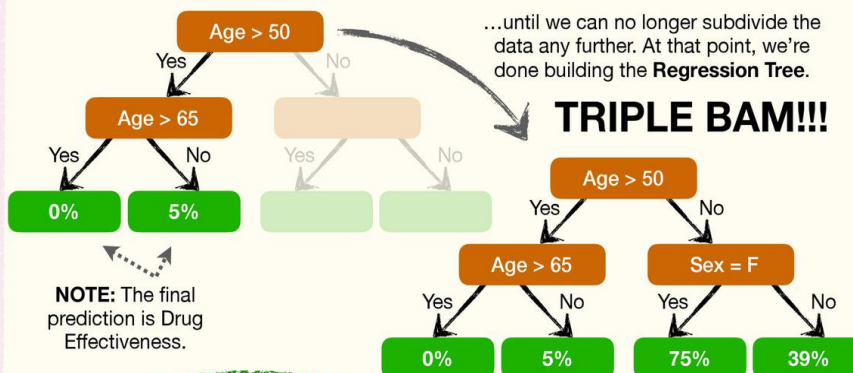 Age > 50
Yes
No
Age > 65
Yes
No
Yes
No
0%
5%
NOTE: The final
prediction is Drug
Effectiveness.
…until we can no longer subdivide the
data any further. At that point, we’re
done building the Regression Tree.
TRIPLE BAM!!!
Age > 50
Yes
No
Age > 65
Sex = F
Yes
No
Yes
No
0%
5%
75%
39%